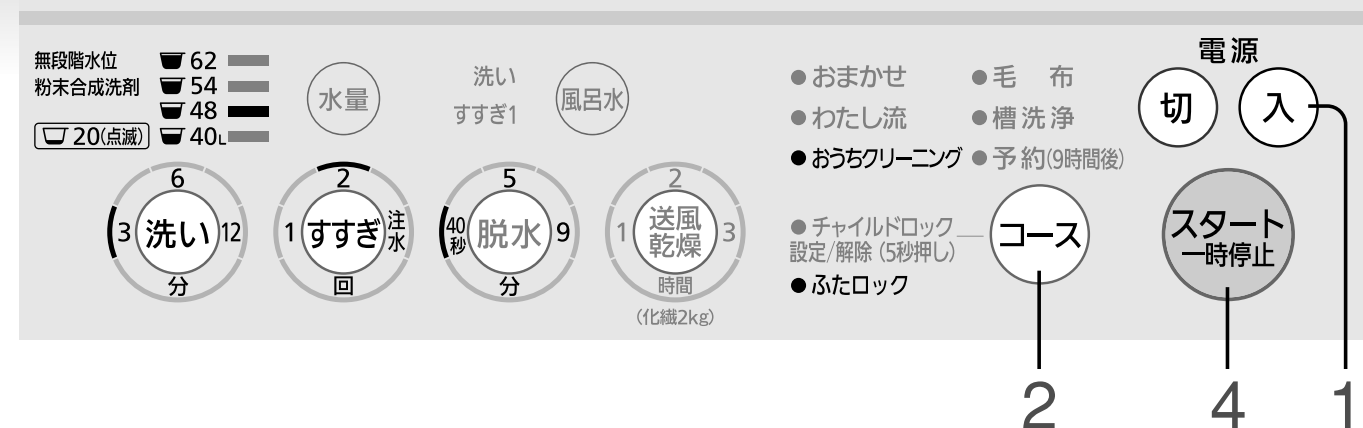 電源
無段階水位
粉末合成洗剤
62
54
48
20(点滅)
40L
水量
洗い
すすぎ1
風呂水
おまかせ
わたし流
おうちクリーニング
毛 布
槽洗浄
予約(9時間後)
切
入
6
3 洗い 12
分
2
1 すすぎ 注水
回
5
40秒 脱水 9
分
2
1 送風乾燥 3
時間
(化繊2kg)
チャイルドロック
設定/解除(5秒押し)
ふたロック
コース
スタート
一時停止
2
4
1